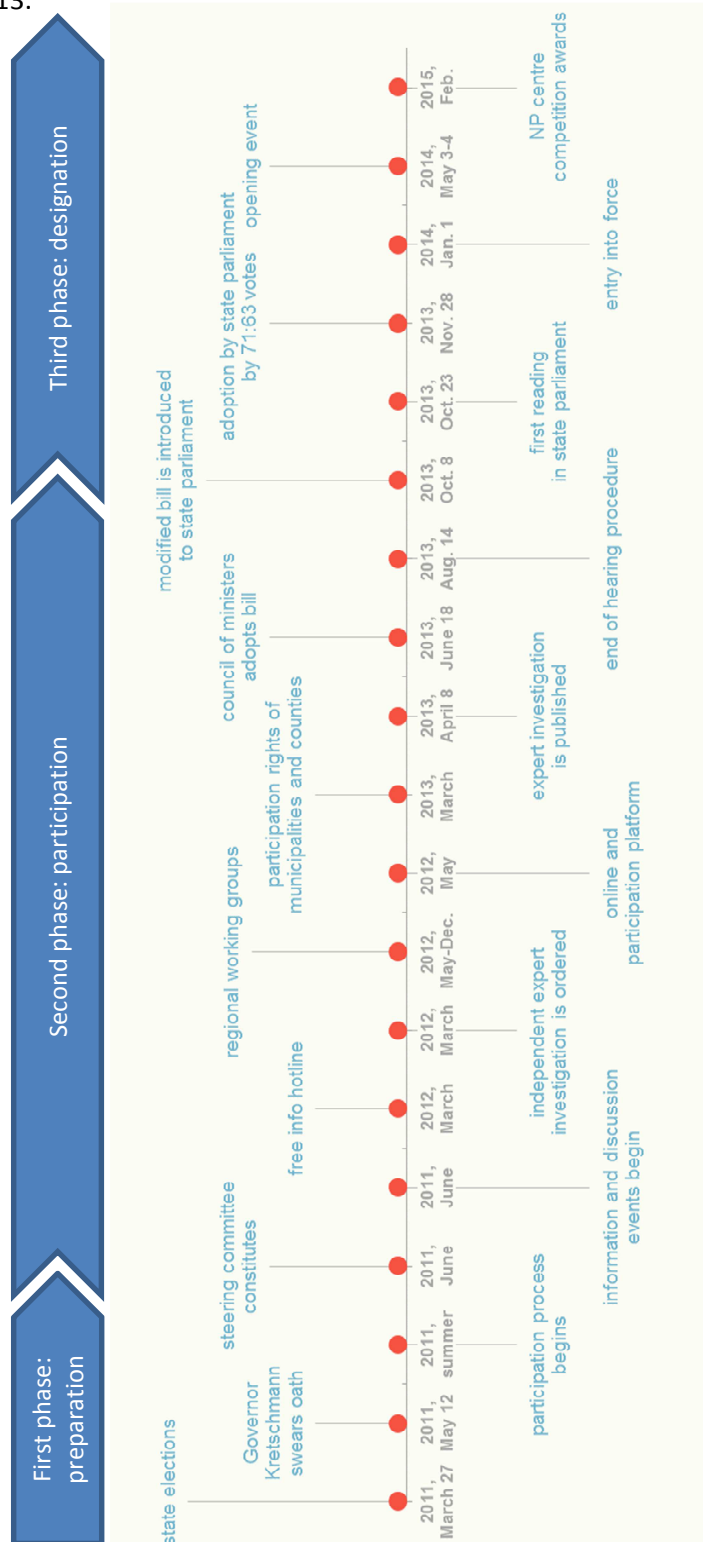 15.
First phase:
preparation
Second phase: participation
Third phase: designation
state elections
2011,
March 27
Governor
Kretschmann
swears oath
2011,
May 12
2011,
summer
participation process
begins
steering committee
constitutes
2011,
June
2011,
June
information and discussion
events begin
free info hotline
2012,
March
2012,
March
independent expert
investigation is ordered
regional working groups
2012,
May-Dec.
2012,
May
online and
participation platform
participation rights of
municipalities and counties
2013,
March
2013,
April 8
expert investigation
is published
council of ministers
adopts bill
2013,
June 18
2013,
Aug. 14
end of hearing procedure
modified bill is introduced
to state parliament
2013,
Oct. 8
2013,
Oct. 23
first reading
in state parliament
adoption by state parliament
by 71:63 votes
2013,
Nov. 28
2014,
Jan. 1
entry into force
opening event
2014,
May 3-4
2015,
Feb.
NP centre
competition awards